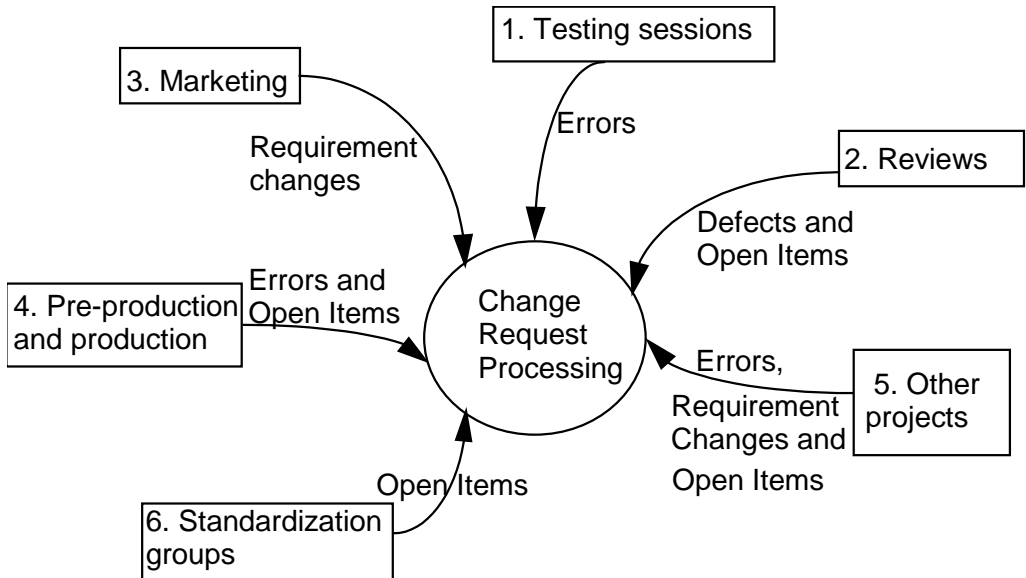 1. Testing sessions
3. Marketing
Errors
Requirement
changes
2. Reviews
Defects and
Open Items
Errors and
Open Items
4. Pre-production
and production
Change
Request
Processing
Errors,
Requirement
Changes and
Open Items
5. Other
projects
Open Items
6. Standardization
groups